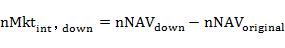 nMkt_int, down = nNAV_down − nNAV_original